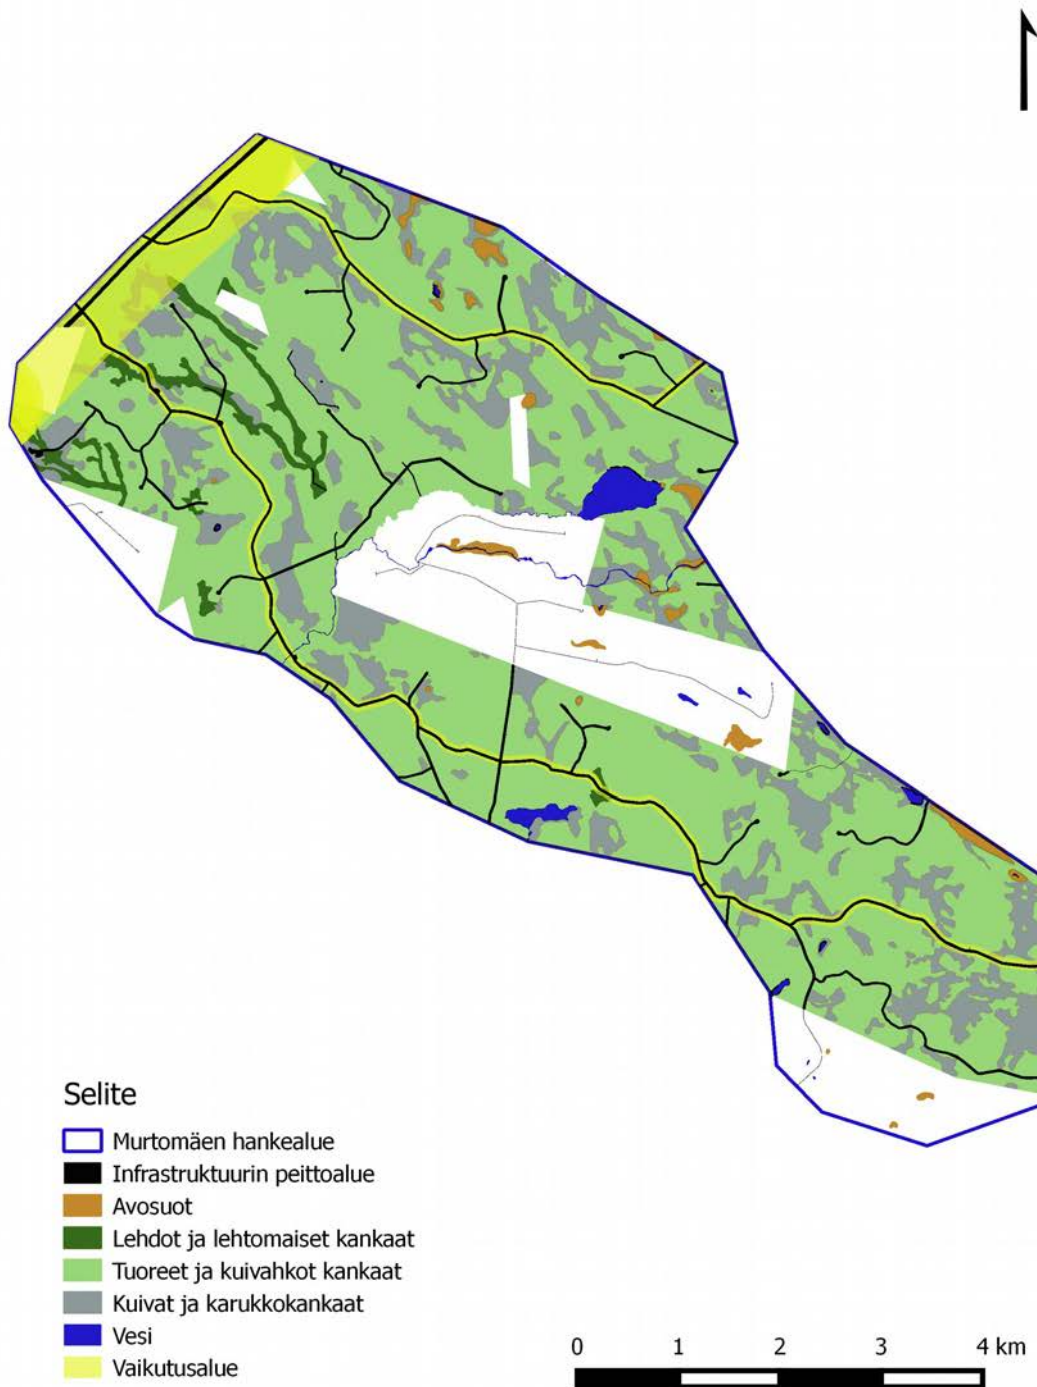 Selite
Murtomäen hankealue
Infrastruktuurin peittoalue
Avosuot
Lehdot ja lehtomaiset kankaat
Tuoreet ja kuivahkot kankaat
Kuivat ja karukkokankaat
Vesi
Vaikutusalue
0 1 2 3 4 km